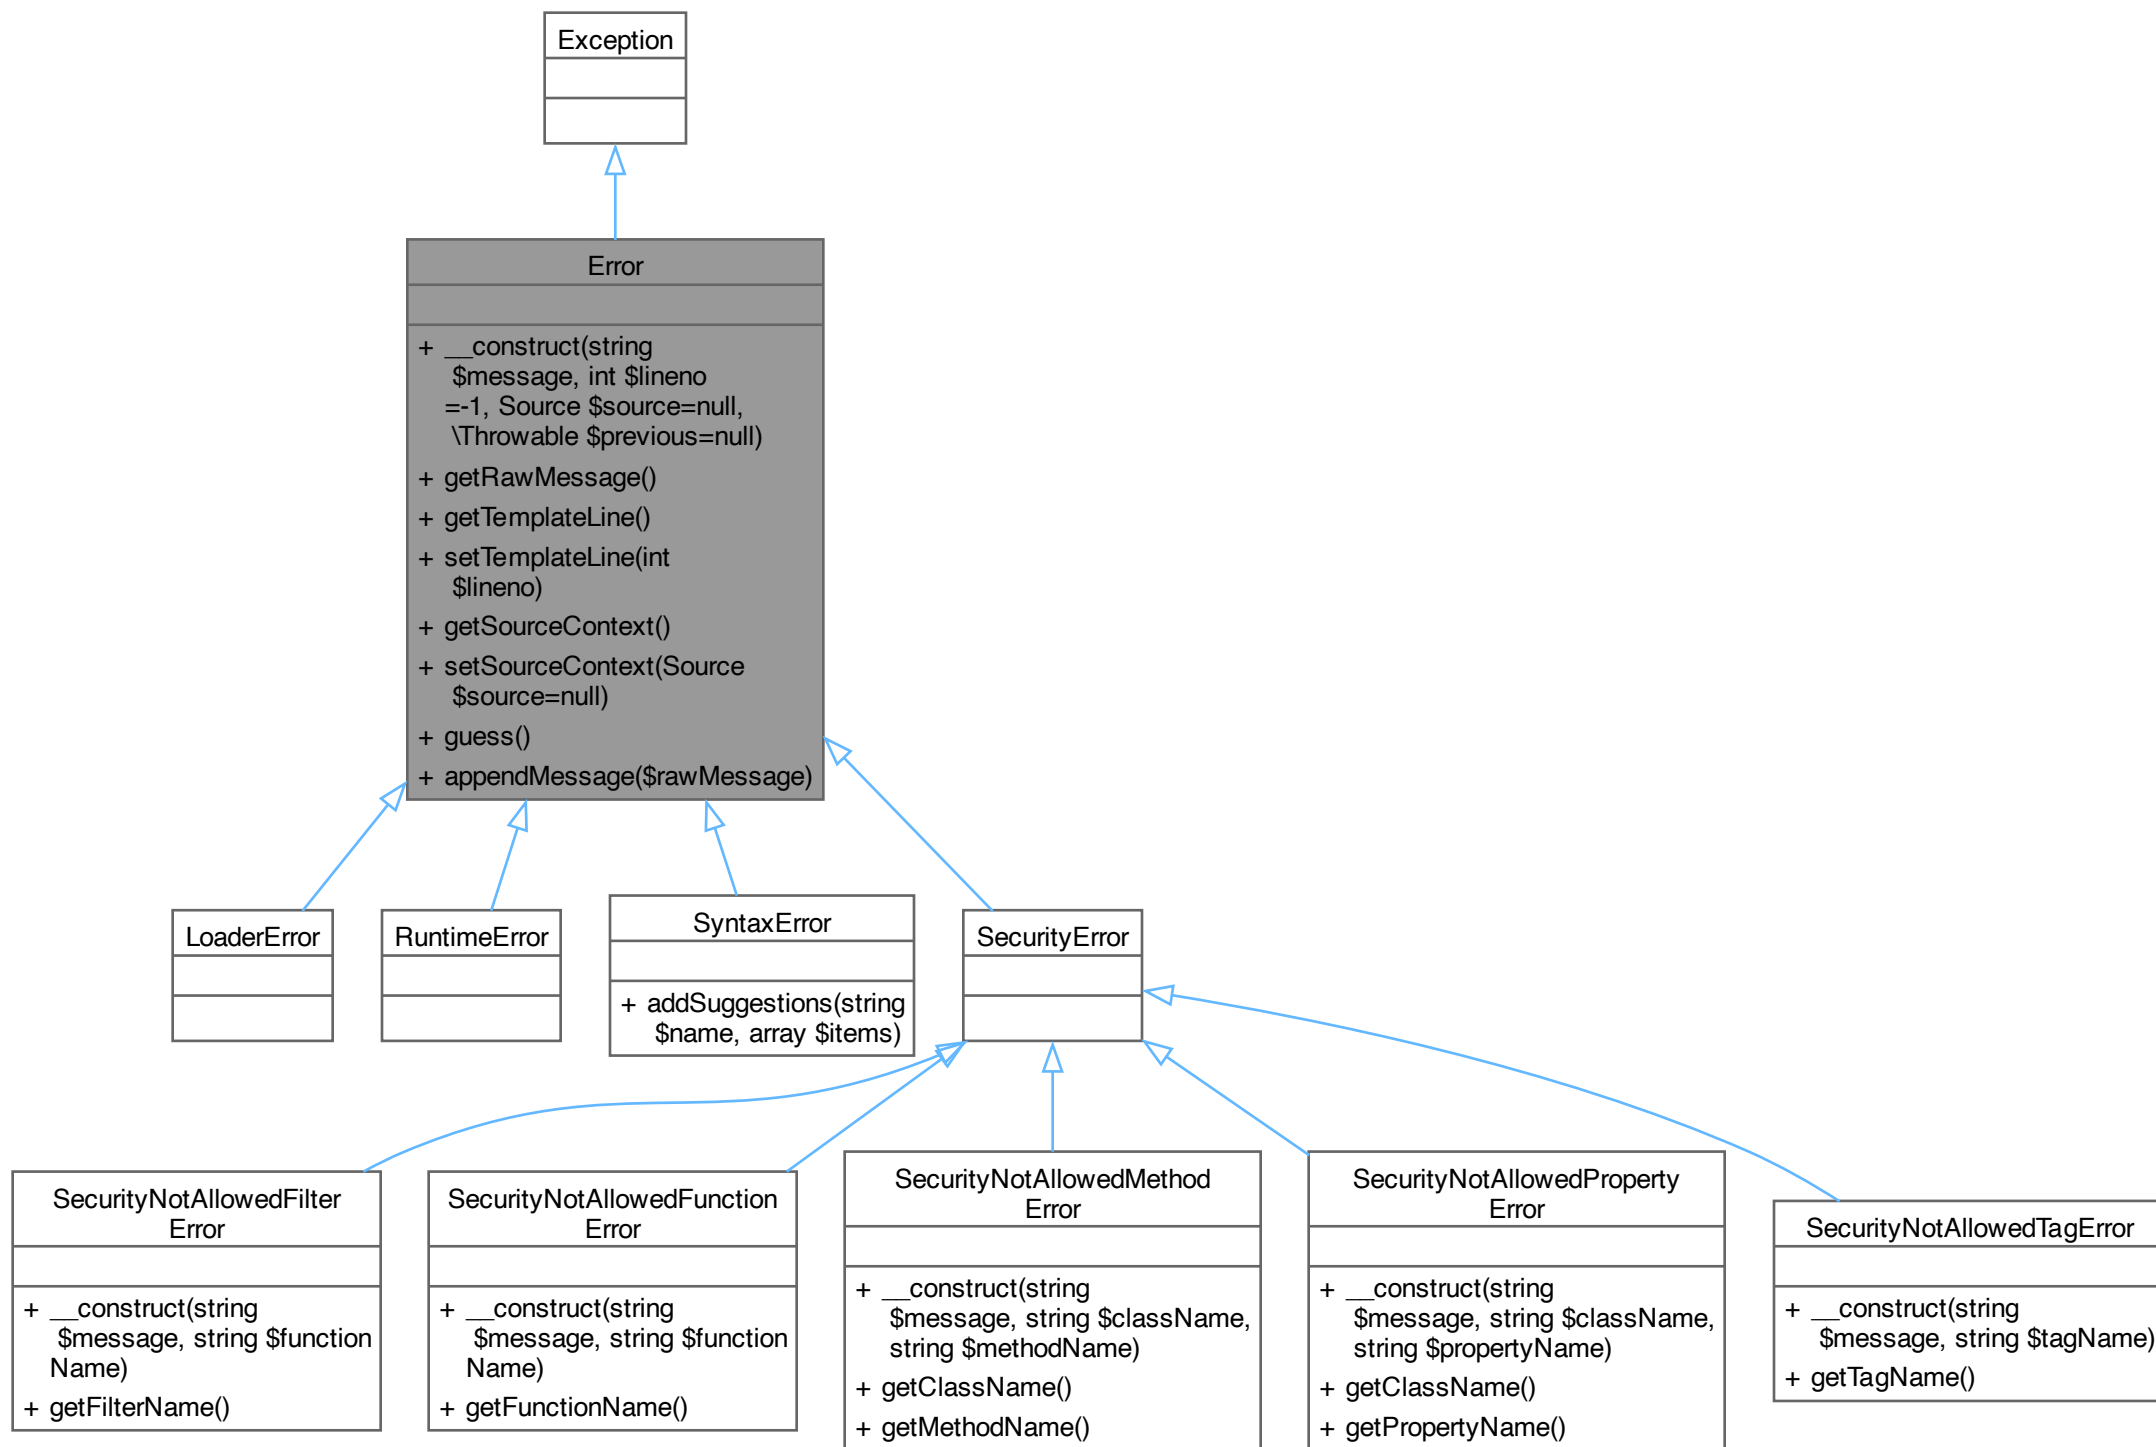 Exception
Error
+ __construct(string
$message, int $lineno
=-1, Source $source=null,
\Throwable $previous=null)
+ getRawMessage()
+ getTemplateLine()
+ setTemplateLine(int
$lineno)
+ getSourceContext()
+ setSourceContext(Source
$source=null)
+ guess()
+ appendMessage($rawMessage)
LoaderError
RuntimeError
SyntaxError
+ addSuggestions(string
$name, array $items)
SecurityError
SecurityNotAllowedFilter
Error
+ __construct(string
$message, string $function
Name)
+ getFilterName()
SecurityNotAllowedFunction
Error
+ __construct(string
$message, string $function
Name)
+ getFunctionName()
SecurityNotAllowedMethod
Error
+ __construct(string
$message, string $className,
string $methodName)
+ getClassName()
+ getMethodName()
SecurityNotAllowedProperty
Error
+ __construct(string
$message, string $className,
string $propertyName)
+ getClassName()
+ getPropertyName()
SecurityNotAllowedTagError
+ __construct(string
$message, string $tagName)
+ getTagName()